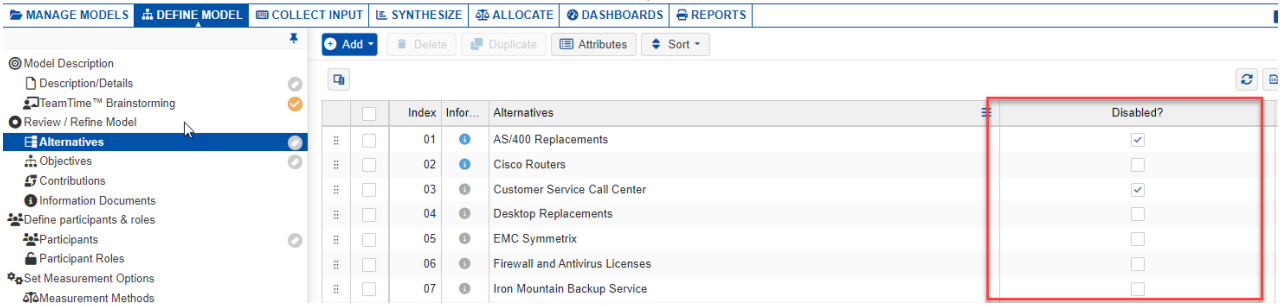 MANAGE MODELS DEFINE MODEL COLLECT INPUT SYNTHESIZE ALLOCATE DASHBOARDS REPORTS
Add Delete Duplicate Attributes Sort
Model Description
Description/Details
TeamTime™ Brainstorming
Review / Refine Model
Alternatives
Objectives
Contributions
Information Documents
Define participants & roles
Participants
Participant Roles
Set Measurement Options
Measurement Methods
Index Infor... Alternatives Disabled?
01 AS/400 Replacements
02 Cisco Routers
03 Customer Service Call Center
04 Desktop Replacements
05 EMC Symmetrix
06 Firewall and Antivirus Licenses
07 Iron Mountain Backup Service